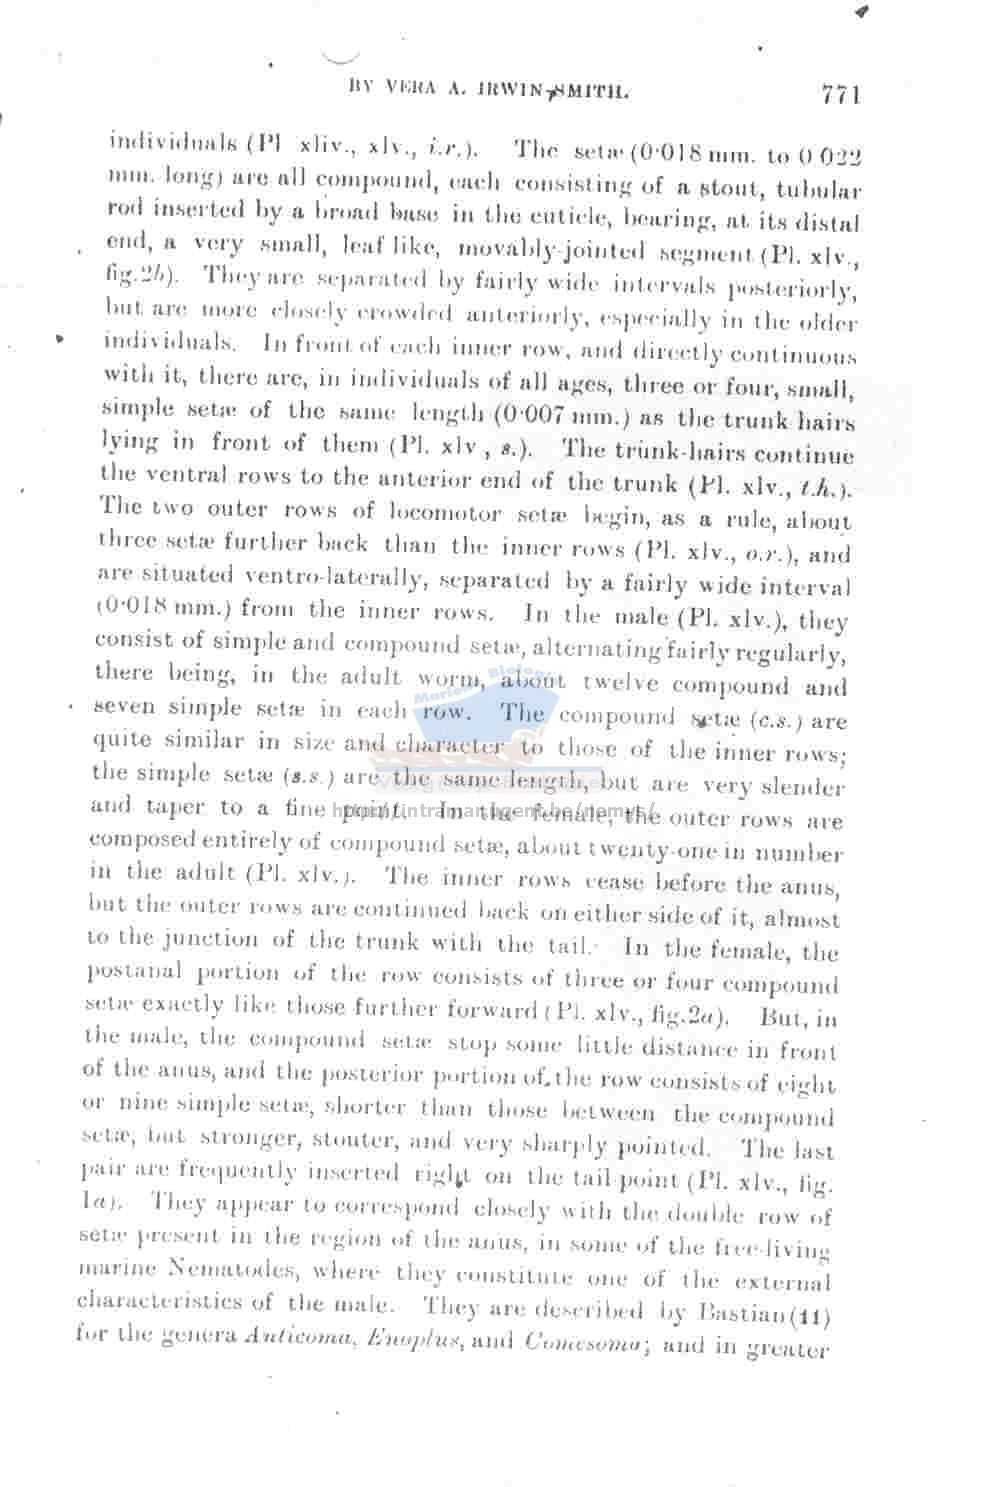 BY VERA A. IRWIN-SMITH. 771
individuals (Pl xliv., xlv., i.r.). The setæ (0·018 mm. to 0 022
mm. long) are all compound, each consisting of a stout, tubular
rod inserted by a broad base in the cuticle, bearing, at its distal
end, a very small, leaf like, movably-jointed segment (Pl. xlv.,
fig.2b). They are separated by fairly wide intervals posteriorly,
but are more closely crowded anteriorly, especially in the older
individuals. In front of each inner row, and directly continuous
with it, there are, in individuals of all ages, three or four, small,
simple setæ of the same length (0·007 mm.) as the trunk hairs
lying in front of them (Pl. xlv , s.). The trunk-hairs continue
the ventral rows to the anterior end of the trunk (Pl. xlv., t.h.).
The two outer rows of locomotor setæ begin, as a rule, about
three setæ further back than the inner rows (Pl. xlv., o.r.), and
are situated ventro-laterally, separated by a fairly wide interval
(0·018 mm.) from the inner rows. In the male (Pl. xlv.), they
consist of simple and compound setæ, alternating fairly regularly,
there being, in the adult worm, about twelve compound and
seven simple setæ in each row. The compound setæ (c.s.) are
quite similar in size and character to those of the inner rows;
the simple setæ (s.s.) are the same length, but are very slender
and taper to a fine point. In the female, the outer rows are
composed entirely of compound setæ, about twenty-one in number
in the adult (Pl. xlv.). The inner rows cease before the anus,
but the outer rows are continued back on either side of it, almost
to the junction of the trunk with the tail. In the female, the
postanal portion of the row consists of three or four compound
setæ exactly like those further forward (Pl. xlv., fig.2a). But, in
the male, the compound setæ stop some little distance in front
of the anus, and the posterior portion of the row consists of eight
or nine simple setæ, shorter than those between the compound
setæ, but stronger, stouter, and very sharply pointed. The last
pair are frequently inserted right on the tail point (Pl. xlv., fig.
1a). They appear to correspond closely with the double row of
setæ present in the region of the anus, in some of the free-living
marine Nematodes, where they constitute one of the external
characteristics of the male. They are described by Bastian(11)
for the genera Anticoma, Enoplus, and Comesoma; and in greater